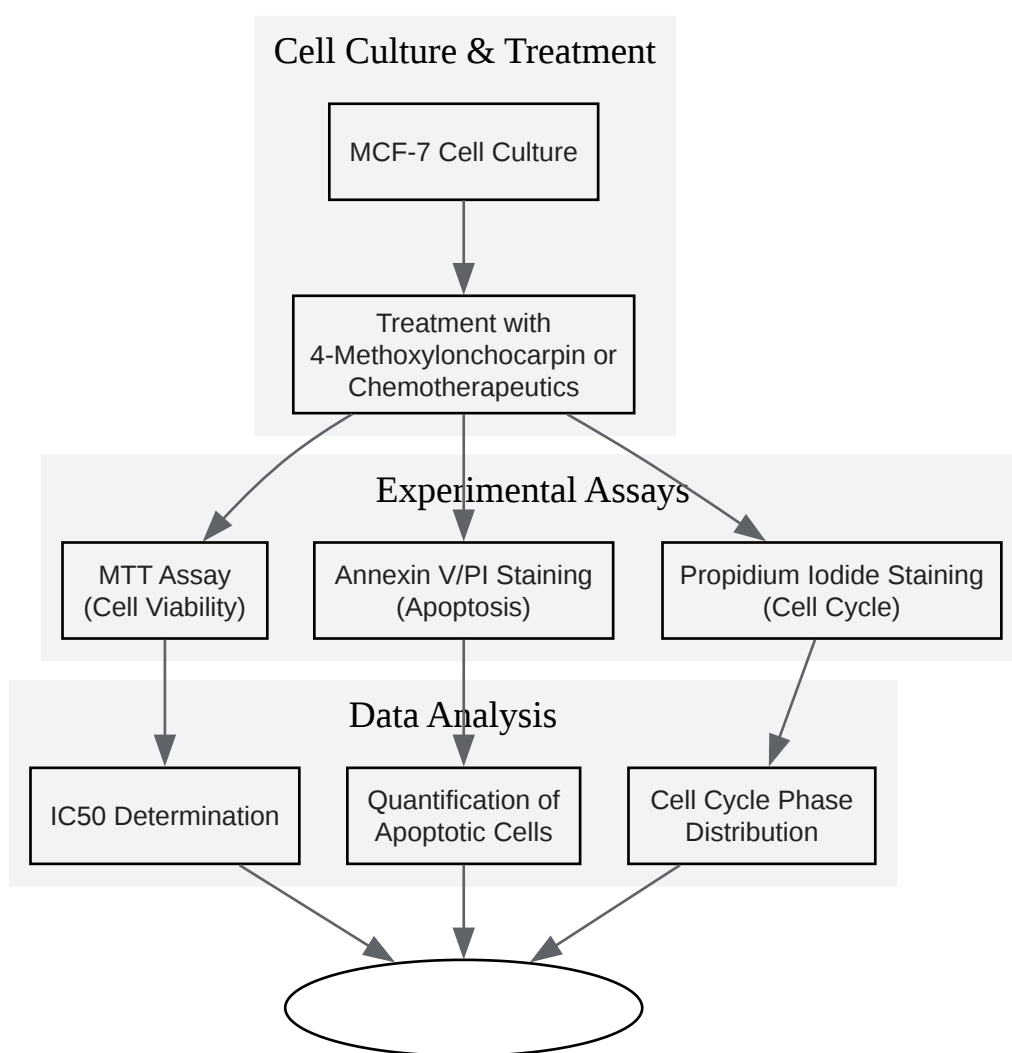 Cell Culture & Treatment
MCF-7 Cell Culture
Treatment with
4-Methoxylonchocarpin or
Chemotherapeutics
Experimental Assays
MTT Assay
(Cell Viability)
Annexin V/PI Staining
(Apoptosis)
Propidium Iodide Staining
(Cell Cycle)
Data Analysis
IC50 Determination
Quantification of
Apoptotic Cells
Cell Cycle Phase
Distribution